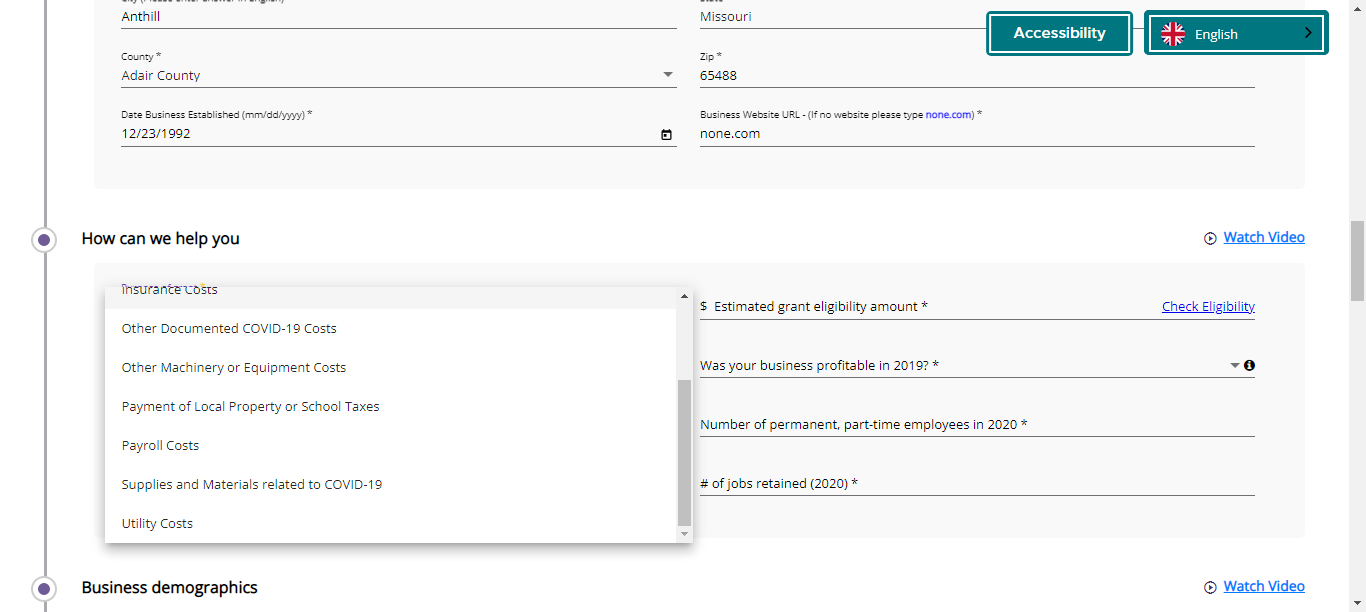 City (Please enter answer in English)
State
Anthill
Missouri
Accessibility
English
County *
Zip *
Adair County
65488
Date Business Established (mm/dd/yyyy) *
Business Website URL - (If no website please type none.com) *
12/23/1992
none.com
How can we help you
Watch Video
Insurance Costs
$ Estimated grant eligibility amount *
Check Eligibility
Other Documented COVID-19 Costs
Other Machinery or Equipment Costs
Was your business profitable in 2019? *
Payment of Local Property or School Taxes
Number of permanent, part-time employees in 2020 *
Payroll Costs
Supplies and Materials related to COVID-19
# of jobs retained (2020) *
Utility Costs
Business demographics
Watch Video